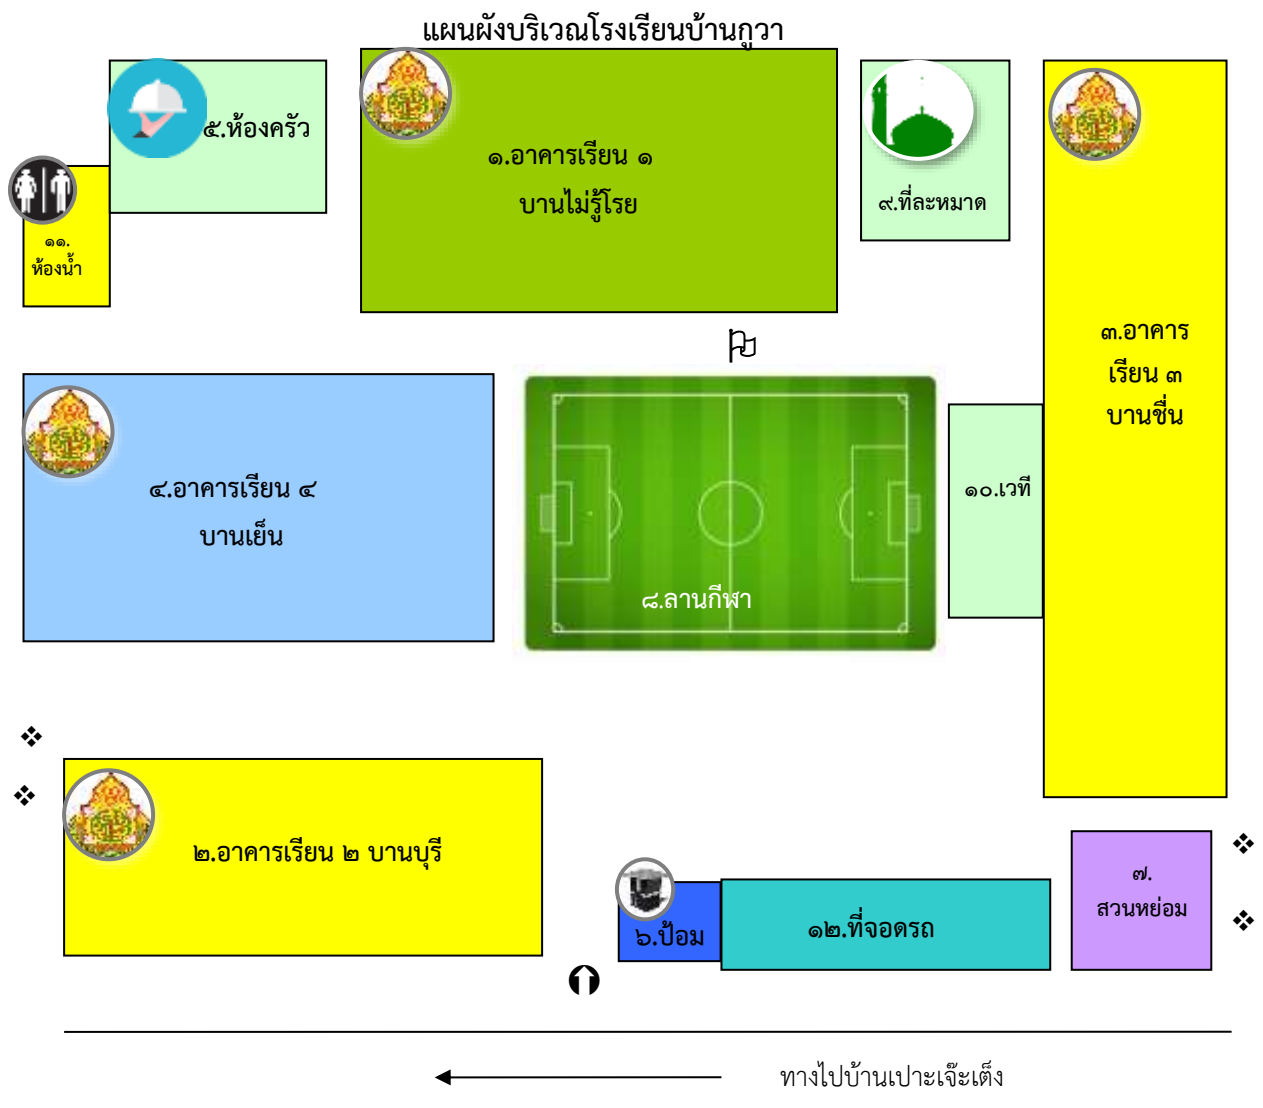 แผนผังบริเวณโรงเรียนบ้านกูวา
๕.ห้องครัว
๑.อาคารเรียน ๑
บานไม่รู้โรย
๙.ที่ละหมาด
๑๑.
ห้องน้ำ
๓.อาคาร
เรียน ๓
บานชื่น
๔.อาคารเรียน ๔
บานเย็น
๑๐.เวที
๘.ลานกีฬา
๒.อาคารเรียน ๒ บานบุรี
๖.ป้อม
๑๒.ที่จอดรถ
๗.
สวนหย่อม
ทางไปบ้านเปาะเจ๊ะเต็ง